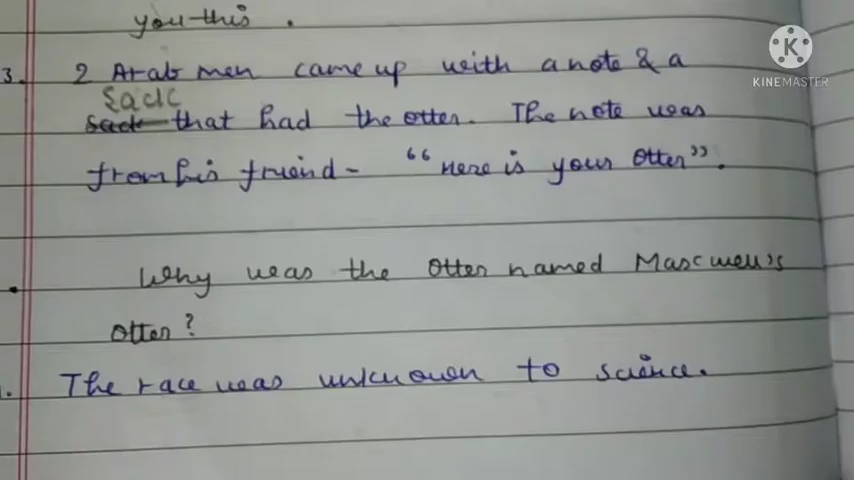 you this.
3. 2 Arab men came up with a note & a
Sack
that had the otter. The note was
from his friend - "Here is your Otter".
Why was the Otter named Maxwell's
Otter?
The race was unknown to science.
K
KINEMASTER